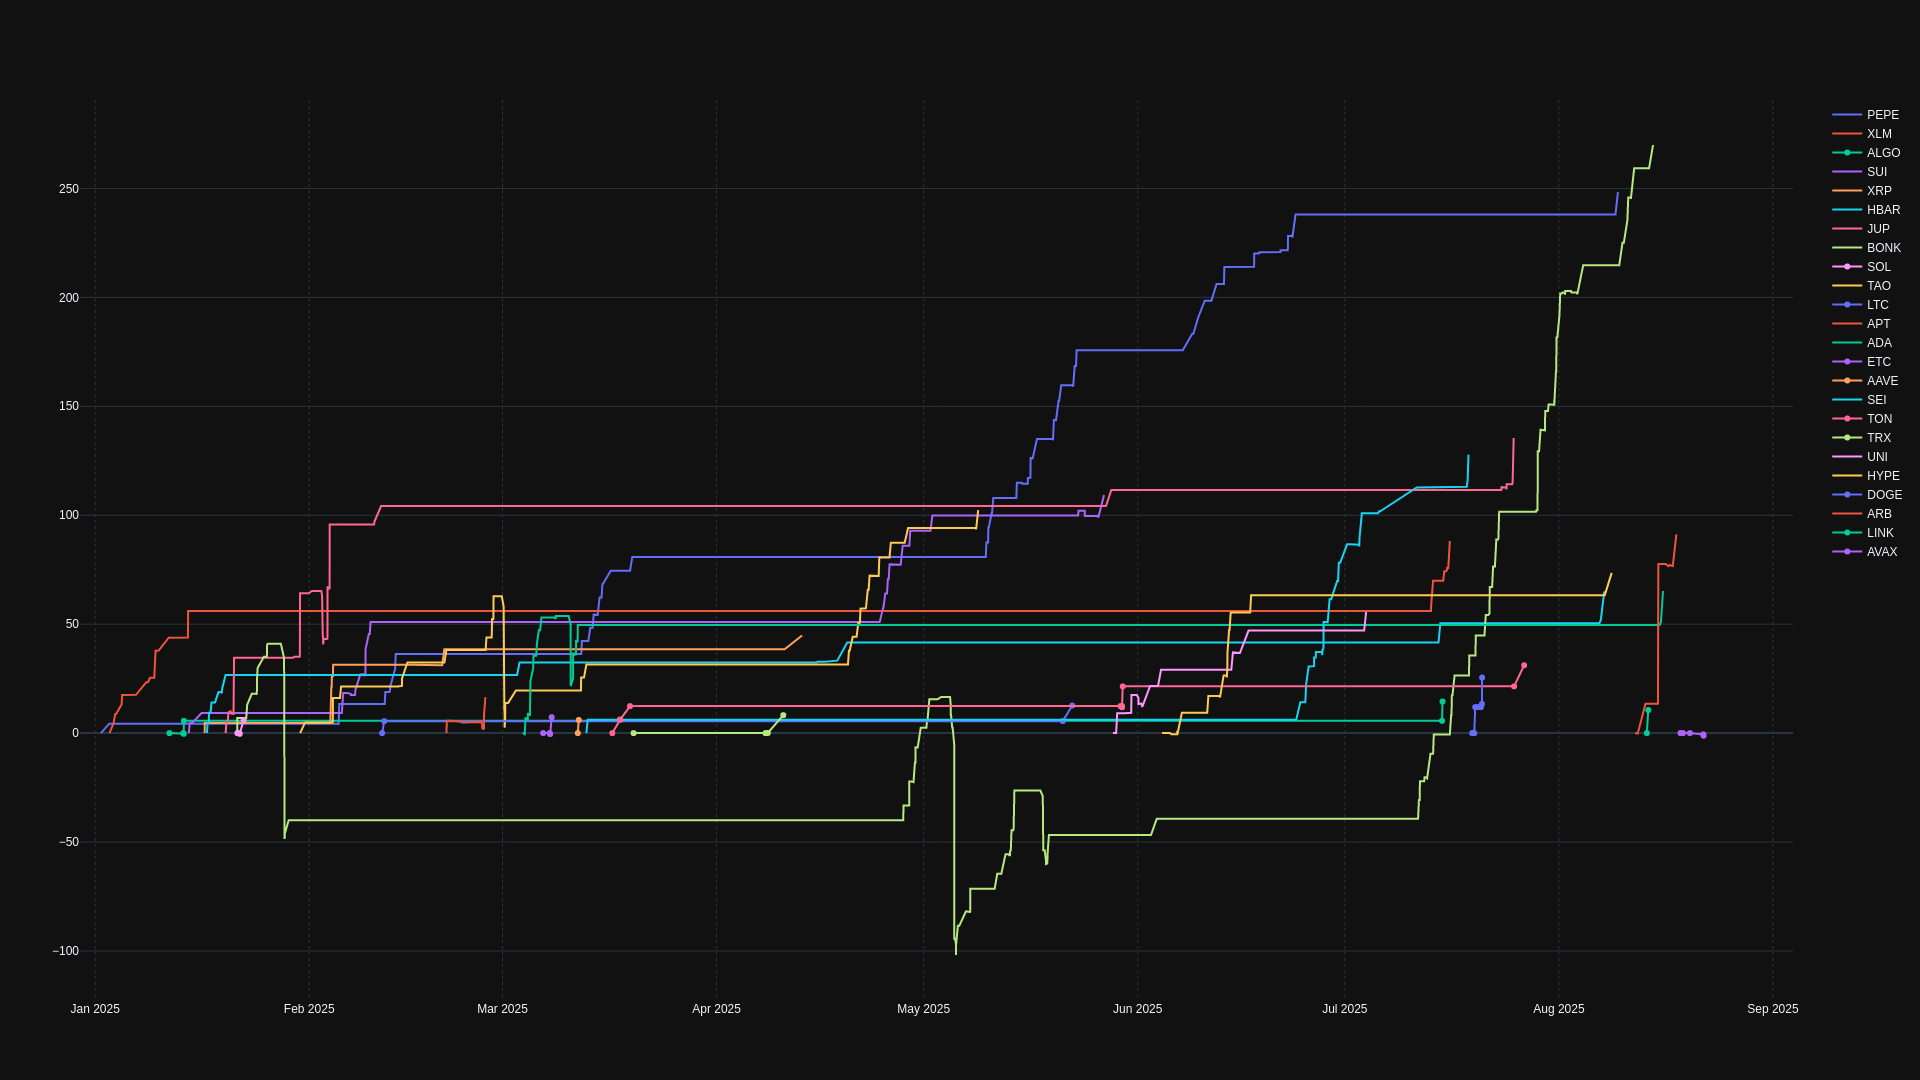 250
200
150
100
50
0
−50
−100
Jan 2025
Feb 2025
Mar 2025
Apr 2025
May 2025
Jun 2025
Jul 2025
Aug 2025
Sep 2025
PEPE
XLM
ALGO
SUI
XRP
HBAR
JUP
BONK
SOL
TAO
LTC
APT
ADA
ETC
AAVE
SEI
TON
TRX
UNI
HYPE
DOGE
ARB
LINK
AVAX